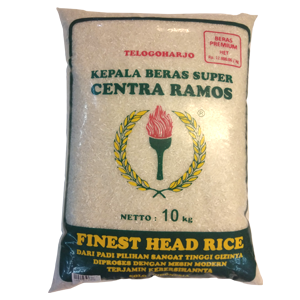 TELOGOHARJO
BERAS
PREMIUM
HET
KEPALA BERAS SUPER
CENTRA RAMOS
®
NETTO : 10 kg
FINEST HEAD RICE
DARI PADI PILIHAN SANGAT TINGGI GIZINYA
DIPROSES DENGAN MESIN MODERN
TERJAMIN KEBERSIHANNYA